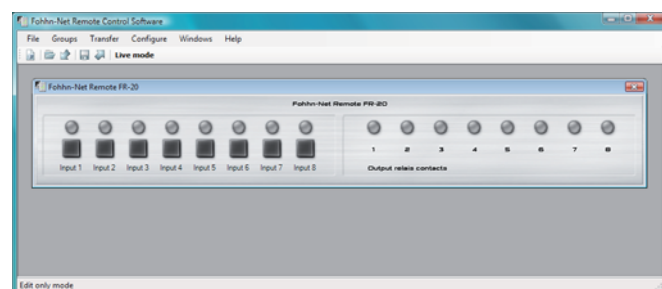 Fohhn-Net Remote Control Software
File Groups Transfer Configure Windows Help
Live mode
Fohhn-Net Remote FR-20
Fohhn-Net Remote FR-20
1 2 3 4 5 6 7 8
Input 1 Input 2 Input 3 Input 4 Input 5 Input 6 Input 7 Input 8
Output relais contacts
Edit only mode